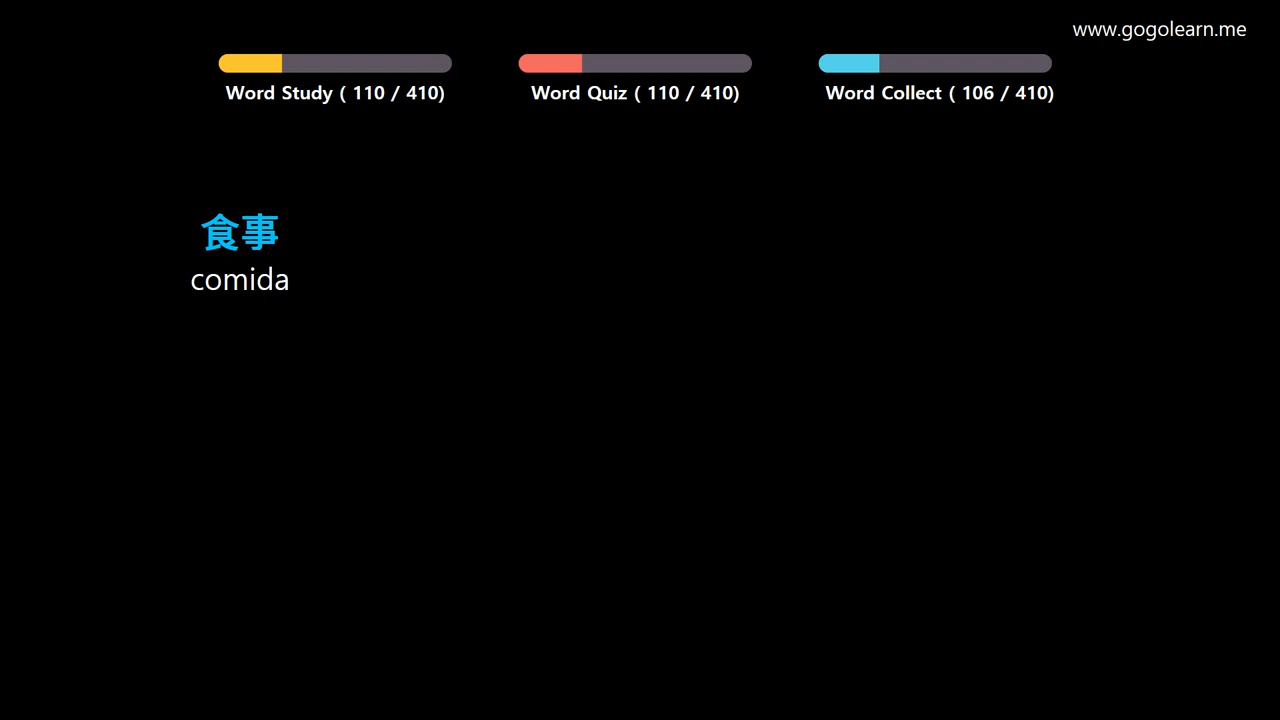 www.gogolearn.me
Word Study ( 110 / 410)
Word Quiz ( 110 / 410)
Word Collect ( 106 / 410)
食事
comida